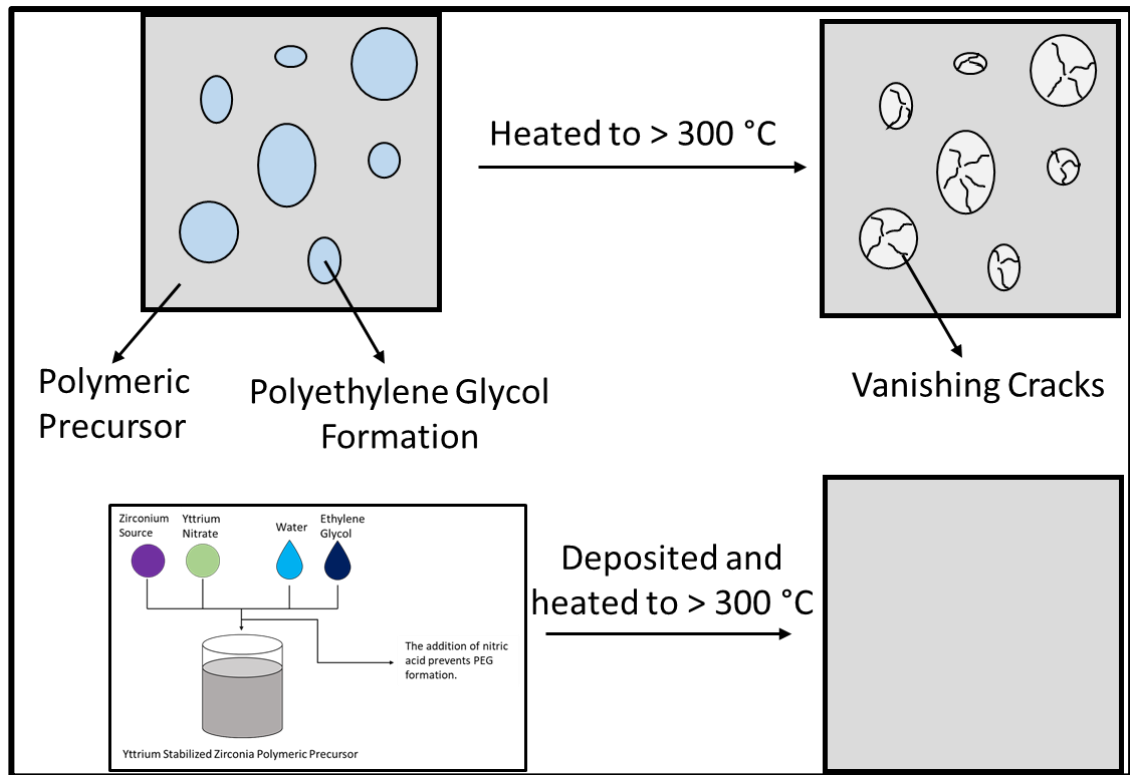 Heated to > 300 °C
Polymeric
Precursor
Polyethylene Glycol
Formation
Vanishing Cracks
Zirconium
Source
Yttrium
Nitrate
Water
Ethylene
Glycol
The addition of nitric
acid prevents PEG
formation.
Yttrium Stabilized Zirconia Polymeric Precursor
Deposited and
heated to > 300 °C